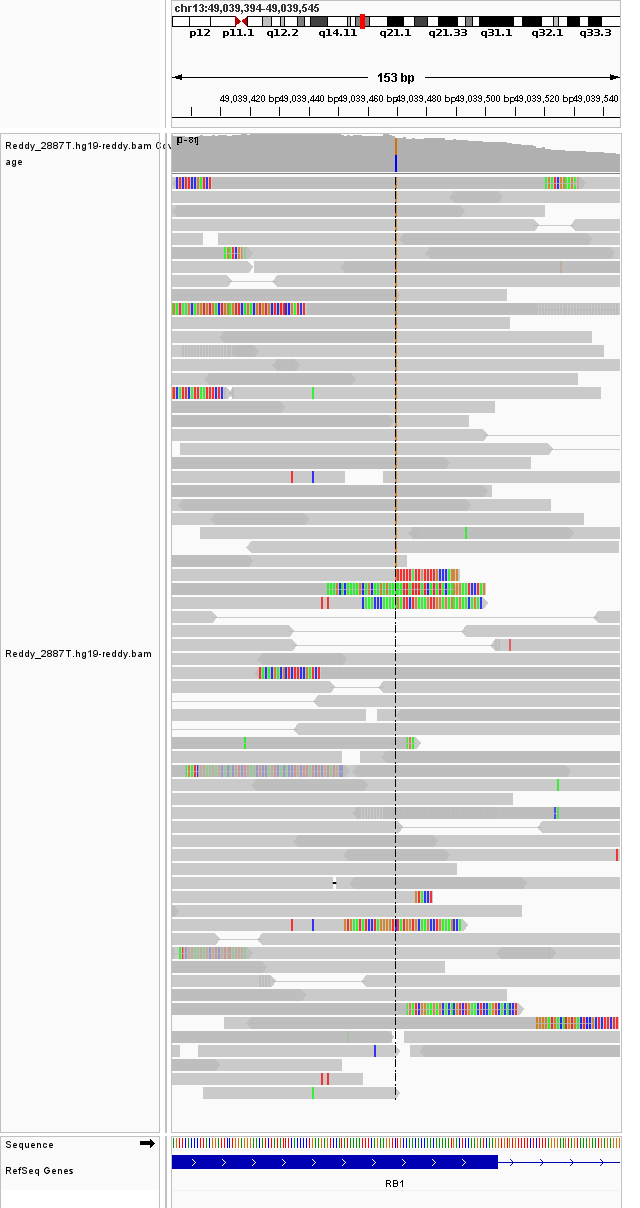 chr13:49,039,394-49,039,545
p12 p11.1 q12.2 q14.11 q21.1 q21.33 q31.1 q32.1 q33.3
153 bp
49,039,420 bp 49,039,440 bp 49,039,460 bp 49,039,480 bp 49,039,500 bp 49,039,520 bp 49,039,540
Reddy_2887T.hg19-reddy.bam Cov
age
[0-81]
Reddy_2887T.hg19-reddy.bam
Sequence
RefSeq Genes
RB1